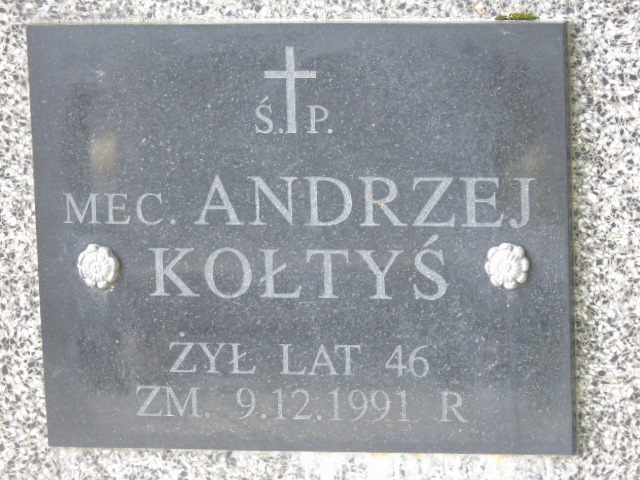 Ś.P.
MEC. ANDRZEJ
KOŁTYŚ
ŻYŁ LAT 46
ZM. 9.12.1991 R